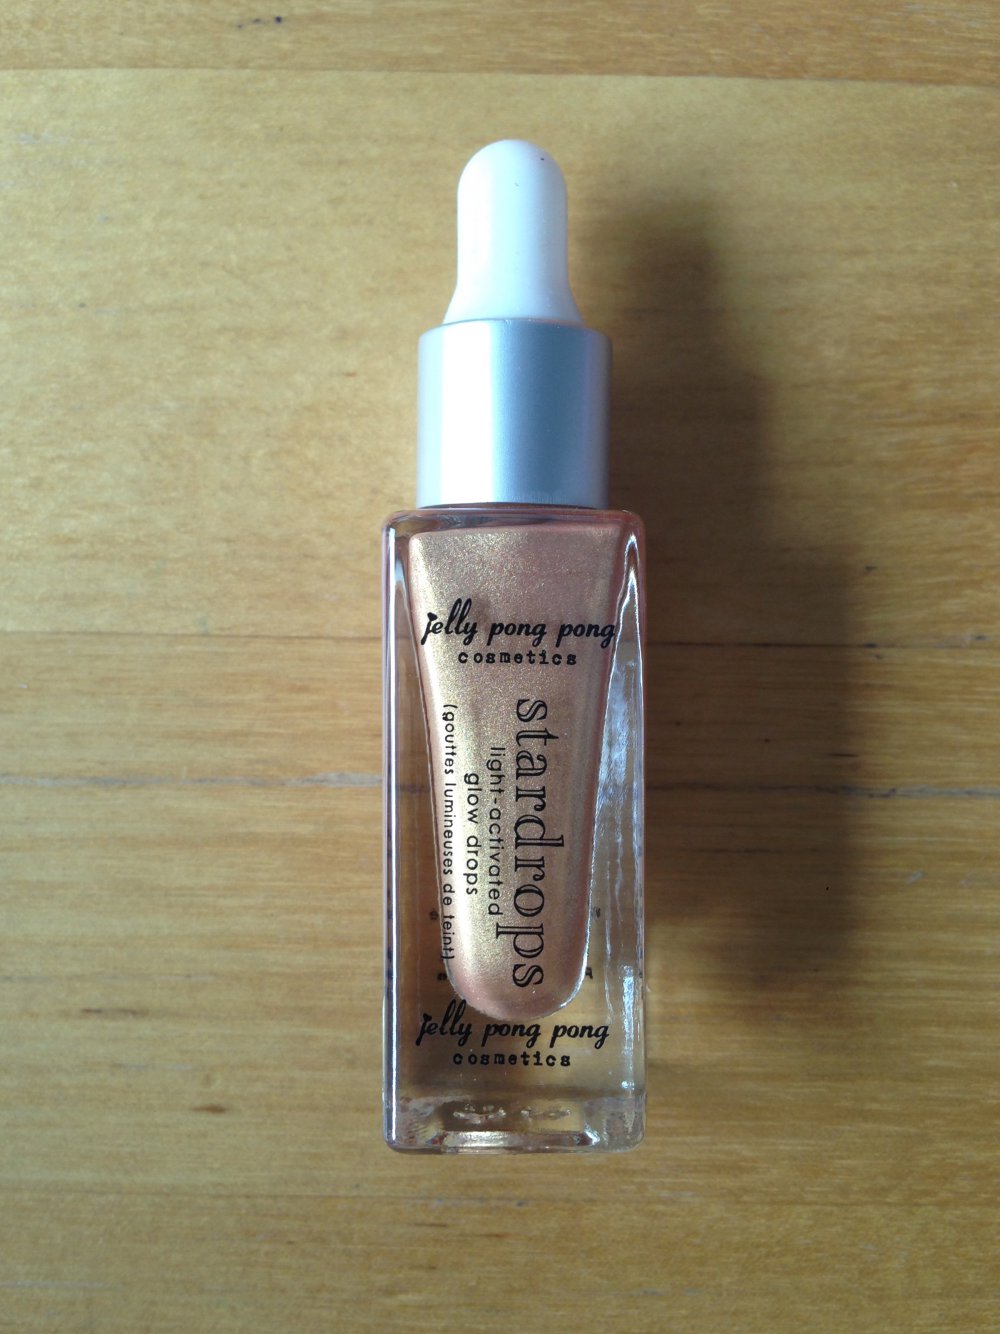 jelly pong pong
cosmetics
stardrops
light-activated
glow drops
(gouttes lumineuses de teint)
jelly pong pong
cosmetics